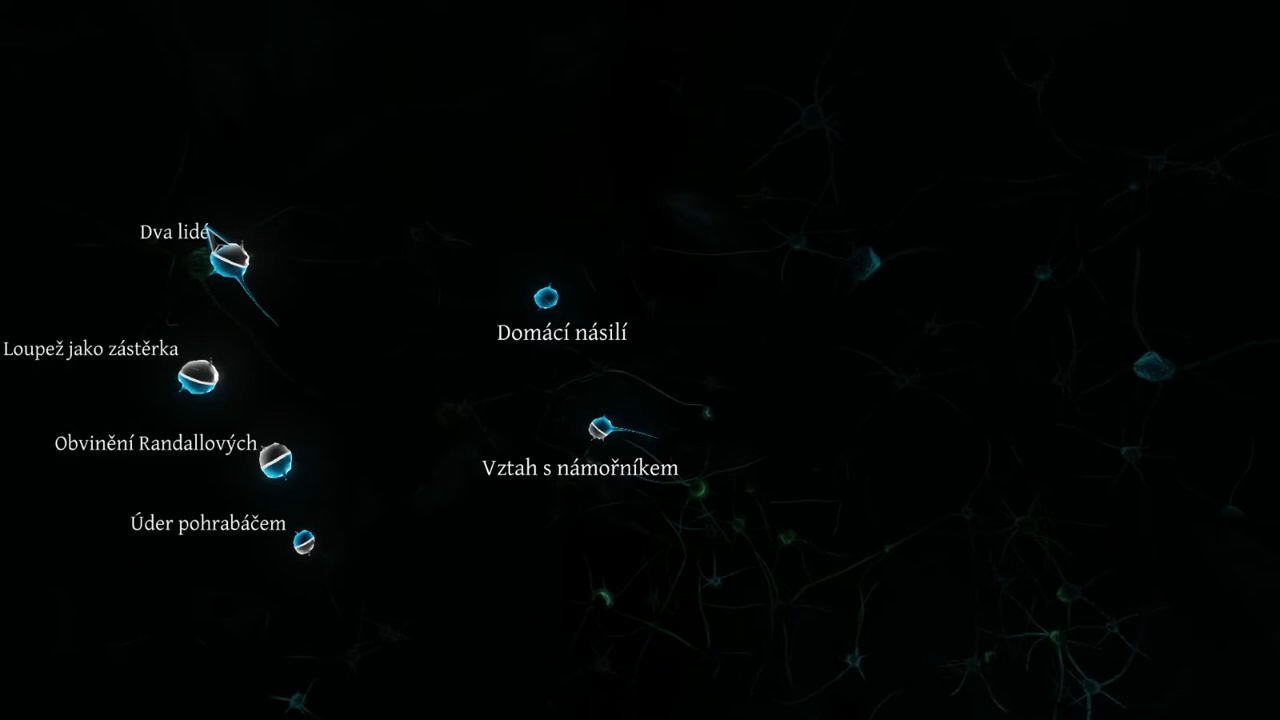 Dva lidé
Domácí násilí
Loupež jako zástěrka
Obvinění Randallových
Vztah s námořníkem
Úder pohrabáčem